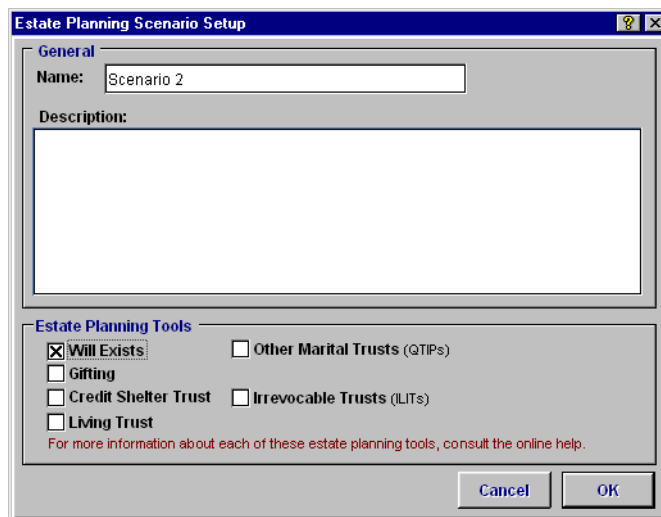 Estate Planning Scenario Setup
General
Name: Scenario 2
Description:
Estate Planning Tools
Will Exists Other Marital Trusts (QTIPs)
Gifting
Credit Shelter Trust Irrevocable Trusts (ILITs)
Living Trust
For more information about each of these estate planning tools, consult the online help.
Cancel OK